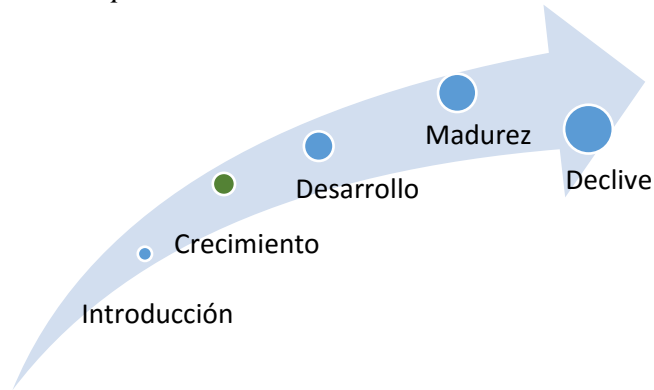 Madurez
Declive
Desarrollo
Crecimiento
Introducción